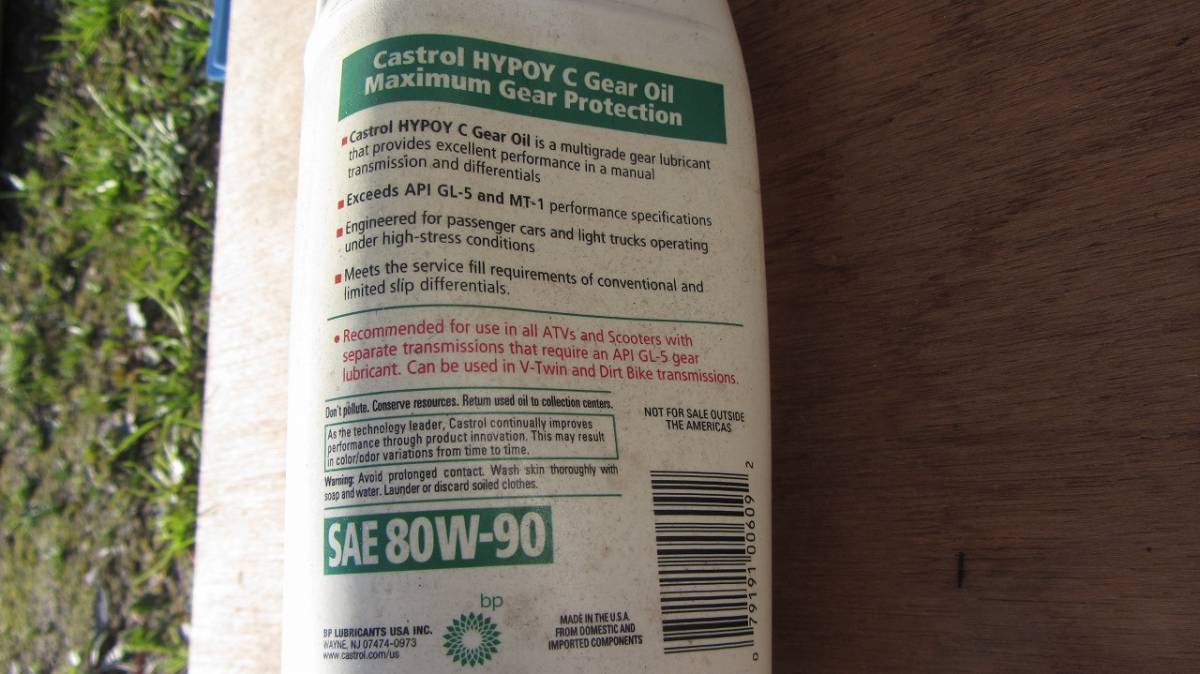 Castrol HYPOY C Gear Oil
Maximum Gear Protection
Castrol HYPOY C Gear Oil is a multigrade gear lubricant
that provides excellent performance in a manual
transmission and differentials
Exceeds API GL-5 and MT-1 performance specifications
Engineered for passenger cars and light trucks operating
under high-stress conditions
Meets the service fill requirements of conventional and
limited slip differentials.
Recommended for use in all ATVs and Scooters with
separate transmissions that require an API GL-5 gear
lubricant. Can be used in V-Twin and Dirt Bike transmissions.
Don't pollute. Conserve resources. Return used oil to collection centers.
As the technology leader, Castrol continually improves
performance through product innovation. This may result
in color/odor variations from time to time.
Warning: Avoid prolonged contact. Wash skin thoroughly with
soap and water. Launder or discard soiled clothes.
NOT FOR SALE OUTSIDE
THE AMERICAS
SAE 80W-90
0 79191 00609 2
bp
BP LUBRICANTS USA INC.
WAYNE, NJ 07474-0973
www.castrol.com/us
MADE IN THE U.S.A.
FROM DOMESTIC AND
IMPORTED COMPONENTS